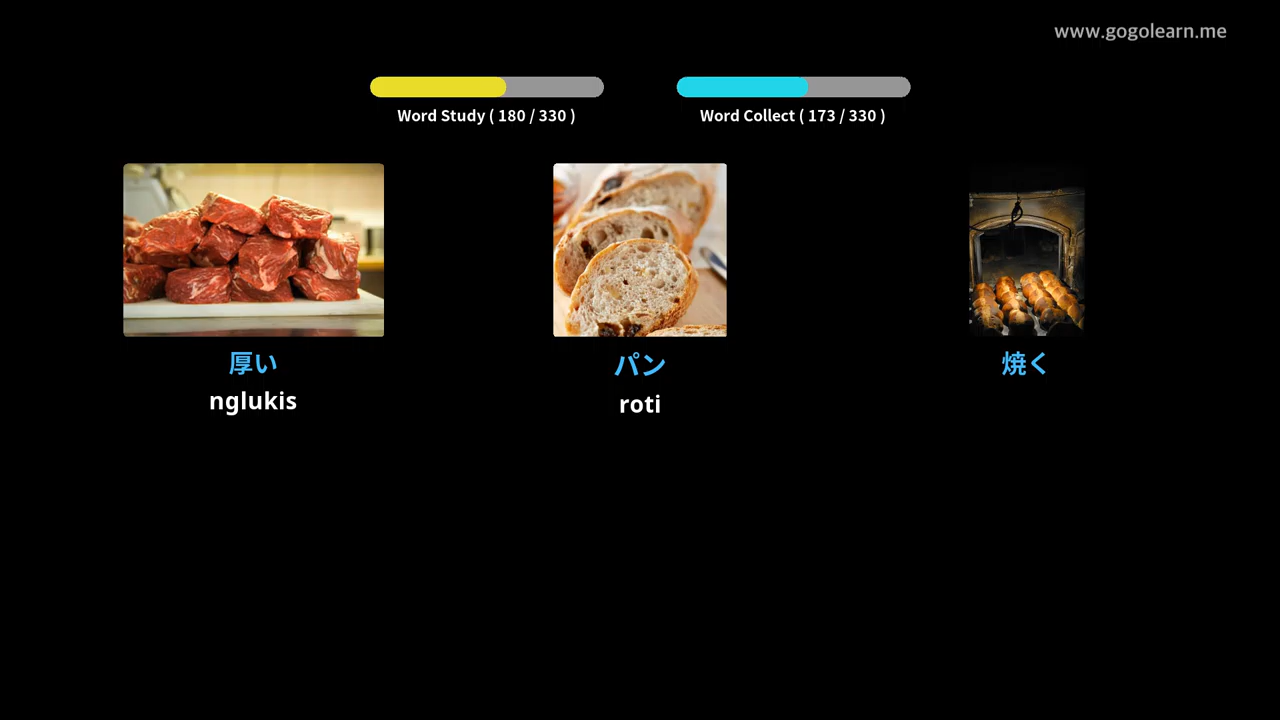 www.gogolearn.me
Word Study ( 180 / 330 )
Word Collect ( 173 / 330 )
厚い
nglukis
パン
roti
焼く